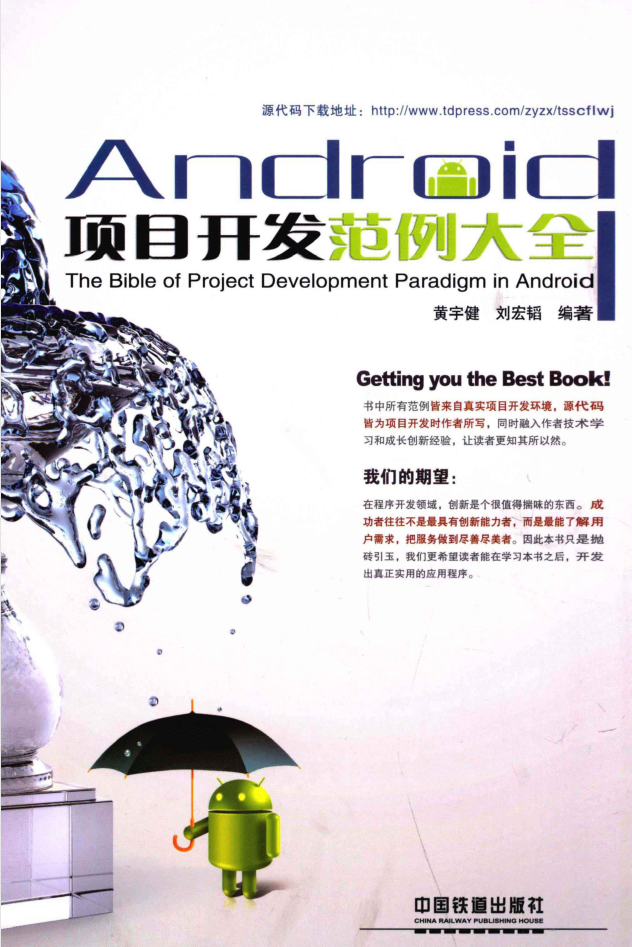 源代码下载地址：http://www.tdpress.com/zyzx/tsscflwj
Android
项目开发范例大全
The Bible of Project Development Paradigm in Android
黄宇健 刘宏韬 编著
Getting you the Best Book!
书中所有范例皆来自真实项目开发环境，源代码
皆为项目开发时作者所写，同时融入作者技术学
习和成长创新经验，让读者更知其所以然。
我们的期望：
在程序开发领域，创新是个很值得揣味的东西。成
功者往往不是最具有创新能力者，而是最能了解用
户需求，把服务做到尽善尽美者。因此本书只是抛
砖引玉，我们更希望读者能在学习本书之后，开发
出真正实用的应用程序。
中国铁道出版社
CHINA RAILWAY PUBLISHING HOUSE